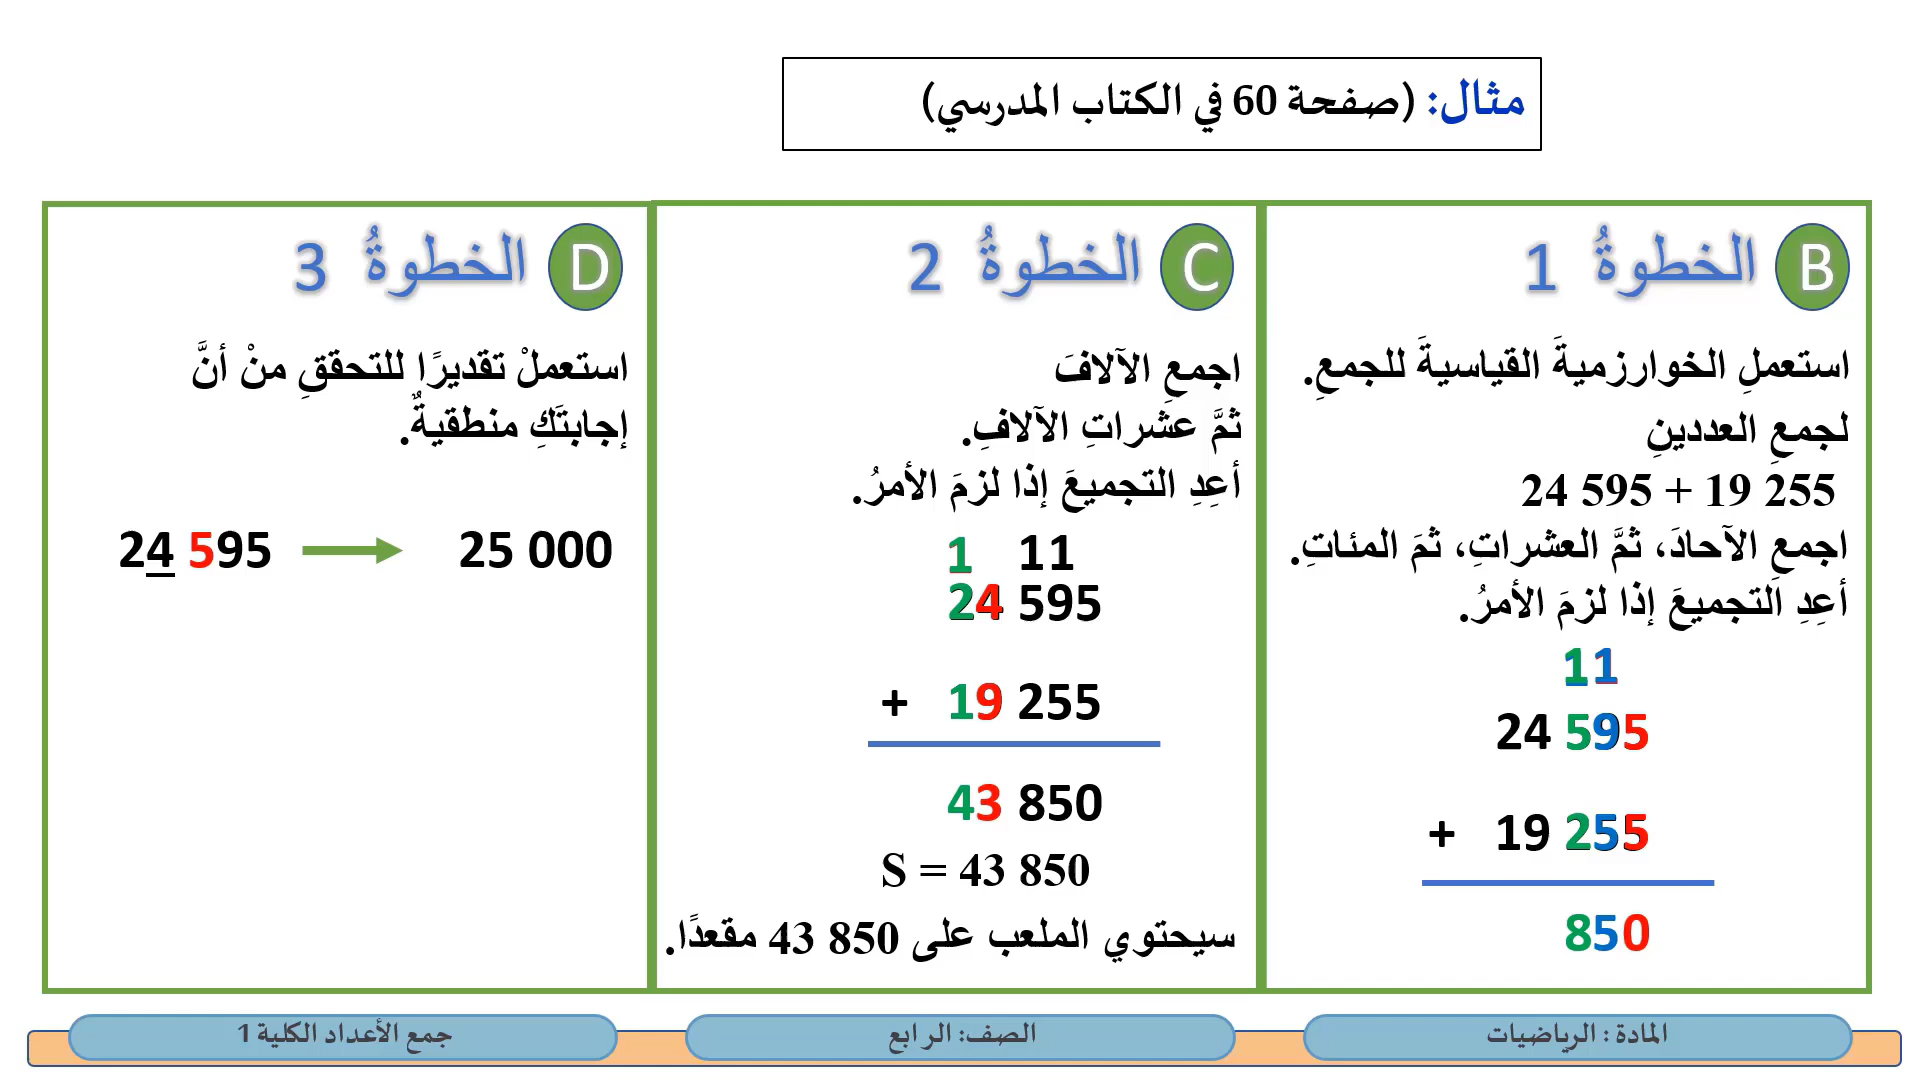 مثال: (صفحة 60 في الكتاب المدرسي)
B الخطوةُ 1
استعملِ الخوارزميةَ القياسيةَ للجمعِ.
لجمعِ العددينِ
24 595 + 19 255
اجمعِ الآحادَ، ثمَّ العشراتِ، ثمَ المئاتِ.
أعِدِ التجميعَ إذا لزمَ الأمرُ.
11
24 595
+ 19 255
850
C الخطوةُ 2
اجمعِ الآلافَ
ثمَّ عشراتِ الآلافِ.
أعِدِ التجميعَ إذا لزمَ الأمرُ.
1 11
24 595
+ 19 255
43 850
S = 43 850
سيحتوي الملعب على 850 43 مقعدًا.
D الخطوةُ 3
استعملْ تقديرًا للتحققِ منْ أنَّ
إجابتَكِ منطقيةٌ.
24 595 → 25 000
المادة : الرياضيات
الصف: الرابع
جمع الأعداد الكلية 1